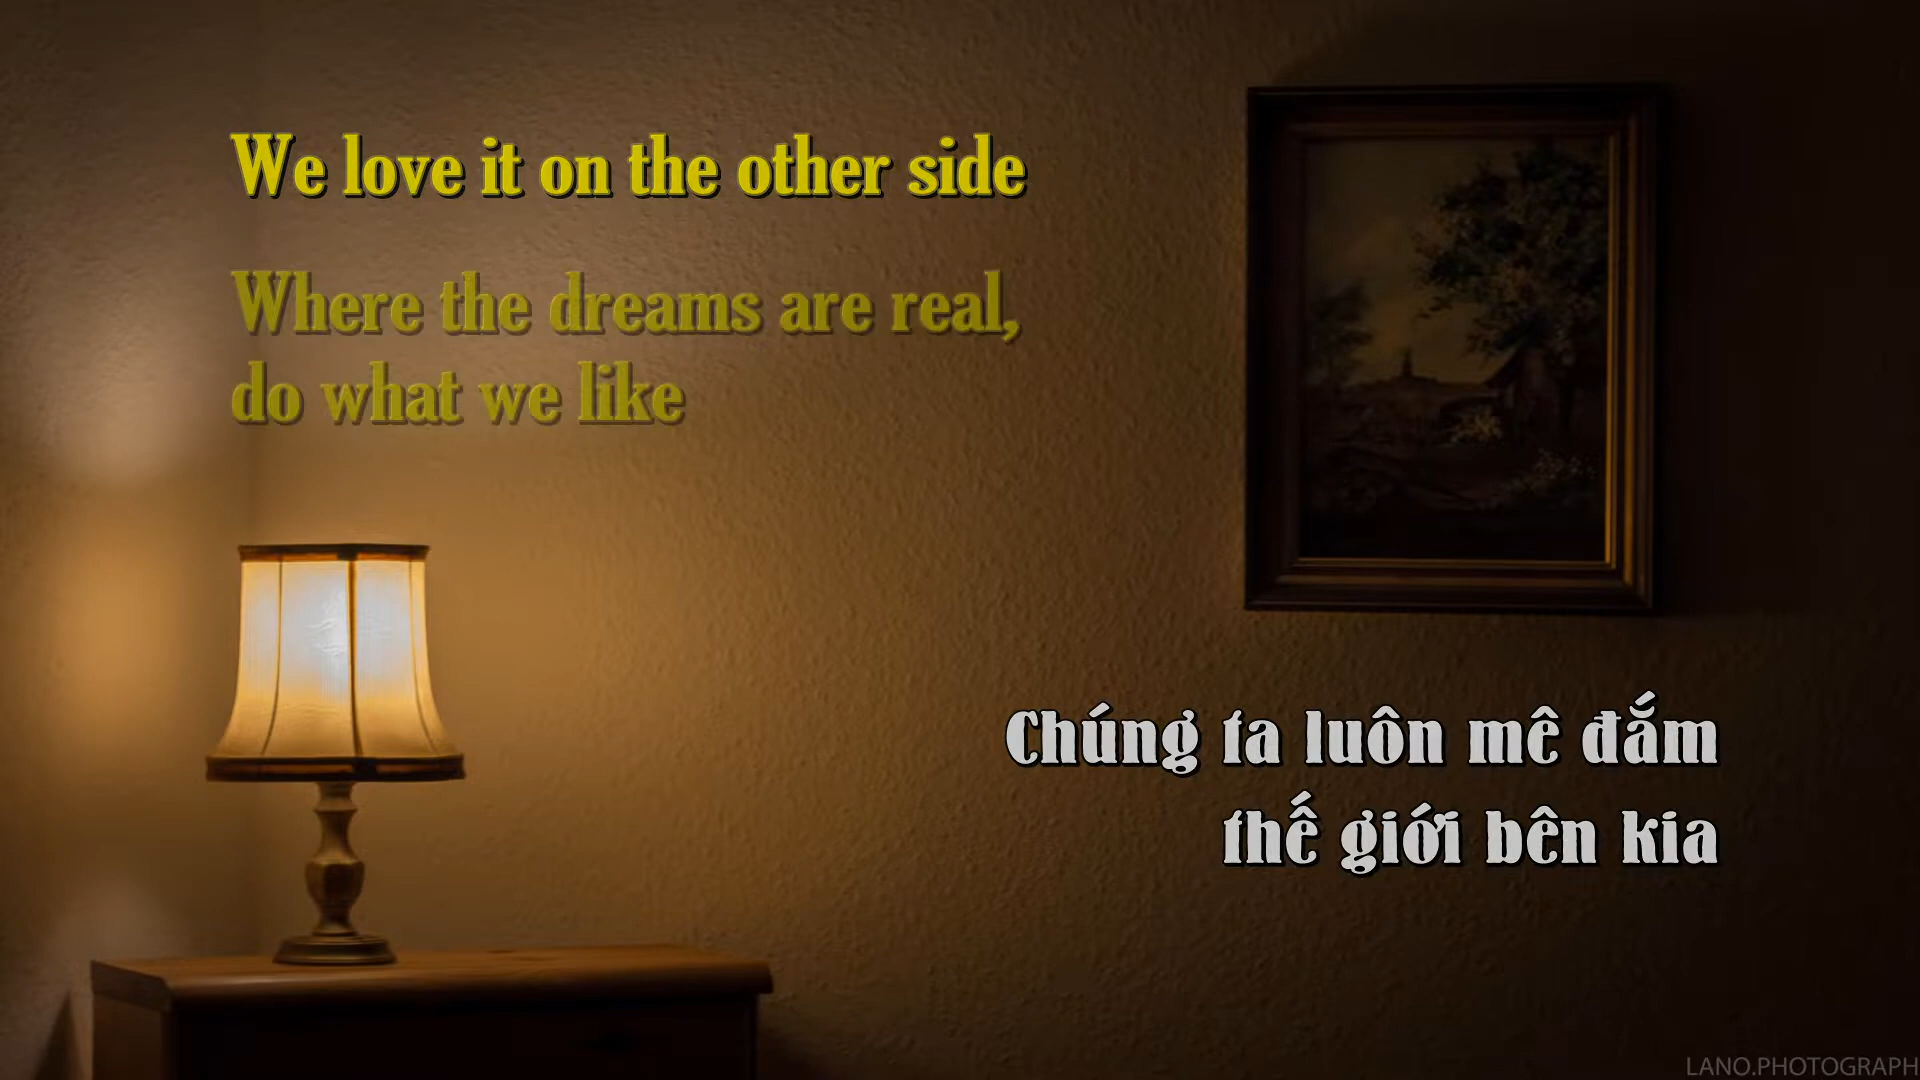 We love it on the other side
Where the dreams are real,
do what we like
Chúng ta luôn mê đắm
thế giới bên kia
LANO.PHOTOGRAPH